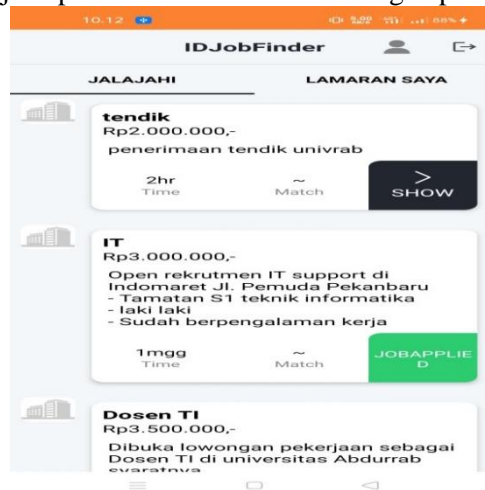 10.12
88%
IDJobFinder
JALAJAHI
LAMARAN SAYA
tendik
Rp2.000.000,-
penerimaan tendik univrab
2hr
~
>
SHOW
Time
Match
IT
Rp3.000.000,-
Open rekrutmen IT support di
Indomaret Jl. Pemuda Pekanbaru
- Tamatan S1 teknik informatika
- laki laki
- Sudah berpengalaman kerja
1mgg
~
JOBAPPLIE
D
Time
Match
Dosen TI
Rp3.500.000,-
Dibuka lowongan pekerjaan sebagai
Dosen TI di universitas Abdurrab
syaratnya